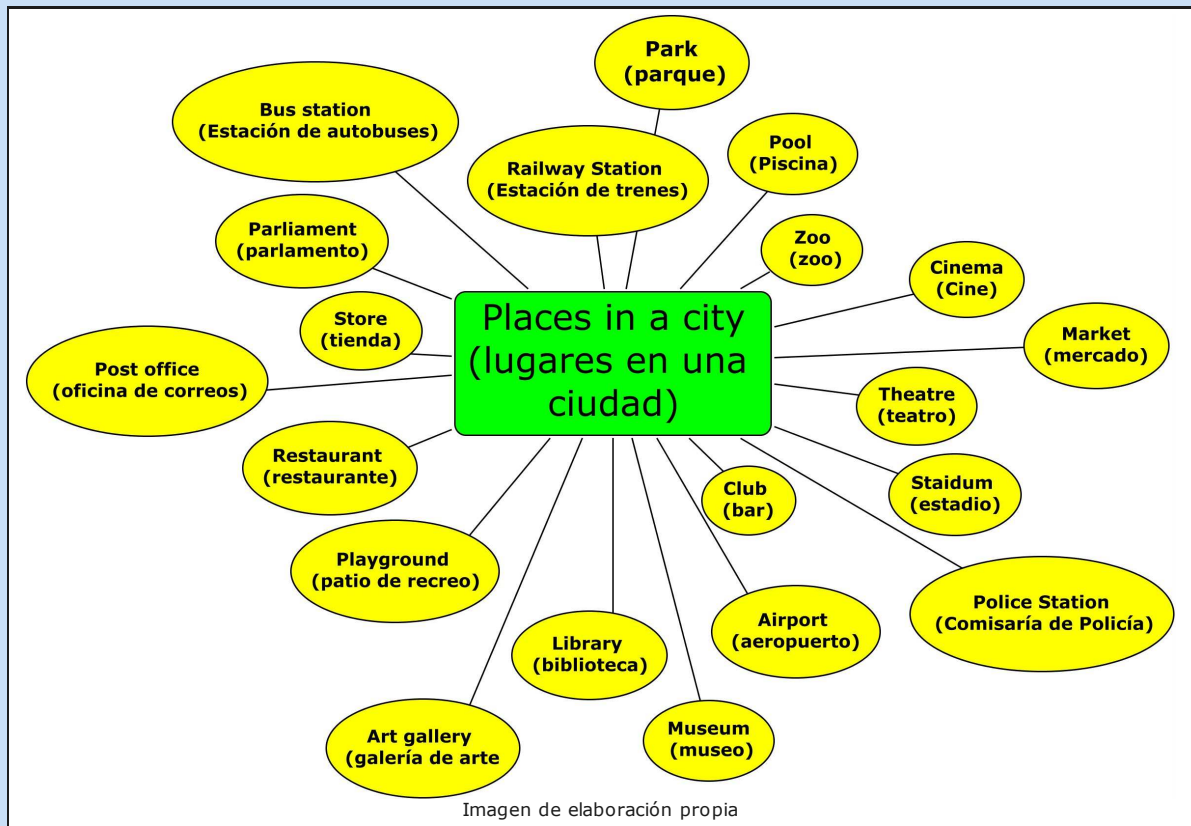 Park
(parque)
Bus station
(Estación de autobuses)
Pool
(Piscina)
Railway Station
(Estación de trenes)
Parliament
(parlamento)
Zoo
(zoo)
Cinema
(Cine)
Store
(tienda)
Places in a city
(lugares en una
ciudad)
Market
(mercado)
Post office
(oficina de correos)
Theatre
(teatro)
Restaurant
(restaurante)
Club
(bar)
Staidum
(estadio)
Playground
(patio de recreo)
Police Station
(Comisaría de Policía)
Airport
(aeropuerto)
Library
(biblioteca)
Art gallery
(galería de arte
Museum
(museo)
Imagen de elaboración propia